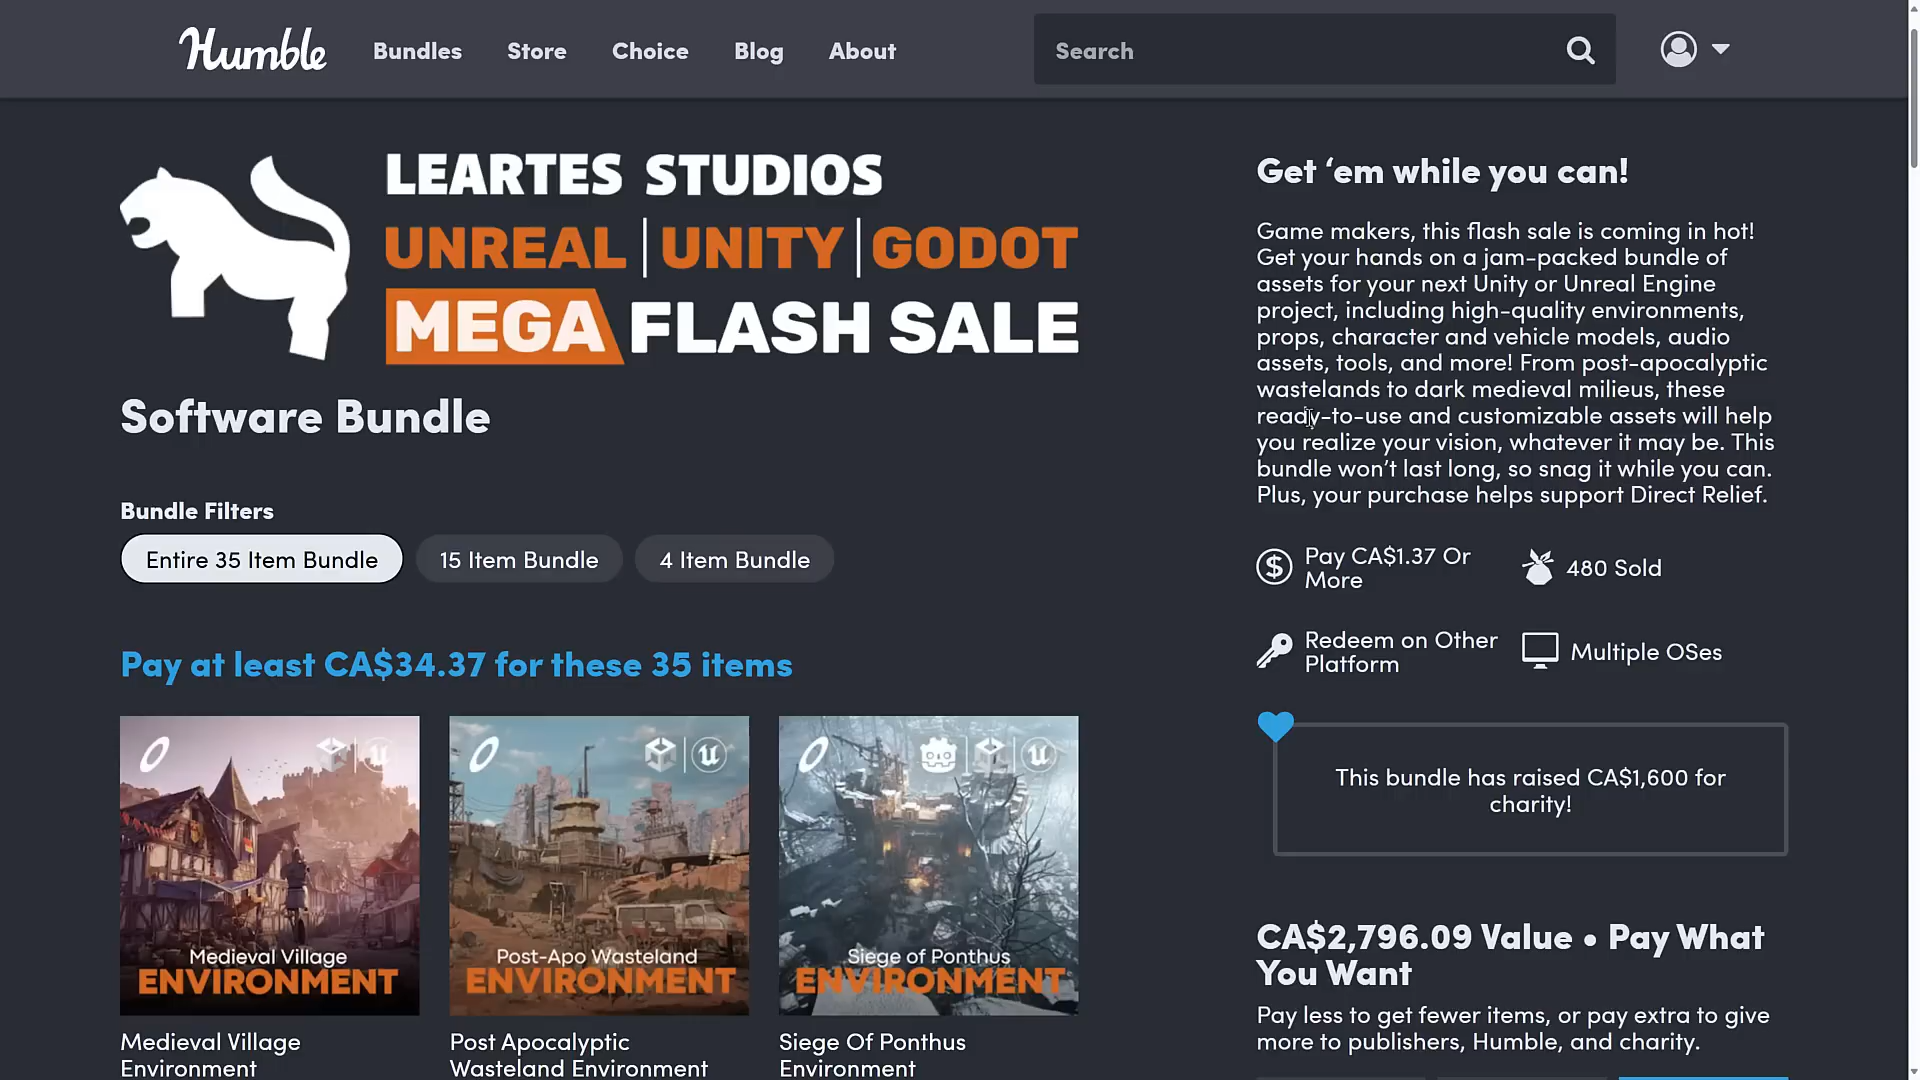 Humble
Bundles
Store
Choice
Blog
About
Search
LEARTES STUDIOS
UNREAL | UNITY | GODOT
MEGA FLASH SALE
Software Bundle
Bundle Filters
Entire 35 Item Bundle
15 Item Bundle
4 Item Bundle
Pay at least CA$34.37 for these 35 items
Medieval Village
ENVIRONMENT
Medieval Village
Environment
Post-Apo Wasteland
ENVIRONMENT
Post Apocalyptic
Wasteland Environment
Siege of Ponthus
ENVIRONMENT
Siege Of Ponthus
Environment
Get ‘em while you can!
Game makers, this flash sale is coming in hot!
Get your hands on a jam-packed bundle of
assets for your next Unity or Unreal Engine
project, including high-quality environments,
props, character and vehicle models, audio
assets, tools, and more! From post-apocalyptic
wastelands to dark medieval milieus, these
ready-to-use and customizable assets will help
you realize your vision, whatever it may be. This
bundle won’t last long, so snag it while you can.
Plus, your purchase helps support Direct Relief.
Pay CA$1.37 Or
More
480 Sold
Redeem on Other
Platform
Multiple OSes
This bundle has raised CA$1,600 for
charity!
CA$2,796.09 Value • Pay What
You Want
Pay less to get fewer items, or pay extra to give
more to publishers, Humble, and charity.